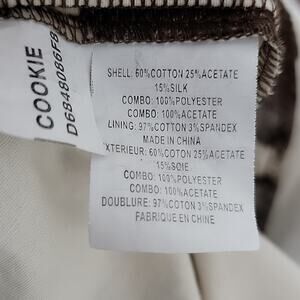 COOKIE
D6848086F8
SHELL: 60%COTTON 25%ACETATE
15%SILK
COMBO: 100%POLYESTER
COMBO: 100%ACETATE
LINING: 97%COTTON 3%SPANDEX
MADE IN CHINA
EXTERIEUR: 60%COTON 25%ACETATE
15%SOIE
COMBO: 100%POLYESTER
COMBO: 100%ACETATE
DOUBLURE: 97%COTON 3%SPANDEX
FABRIQUE EN CHINE